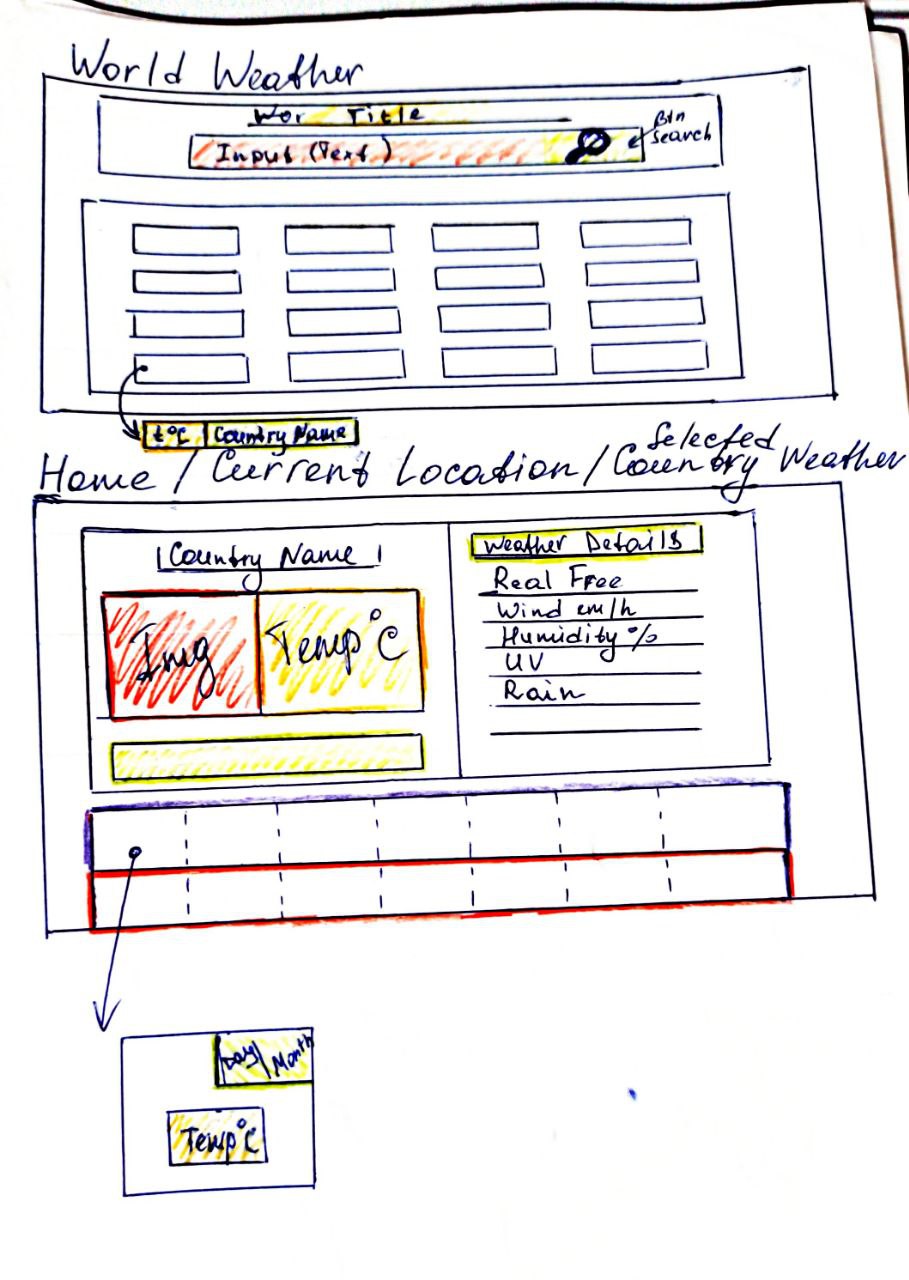 World Weather
Wor Title
Input (Text)
Btn
Search
t°C Country Name
Selected
Home / Current Location / Country Weather
Country Name
Img Temp°C
Weather Details
Real Free
Wind em/h
Humidity %
UV
Rain
Day/Month
Temp°C